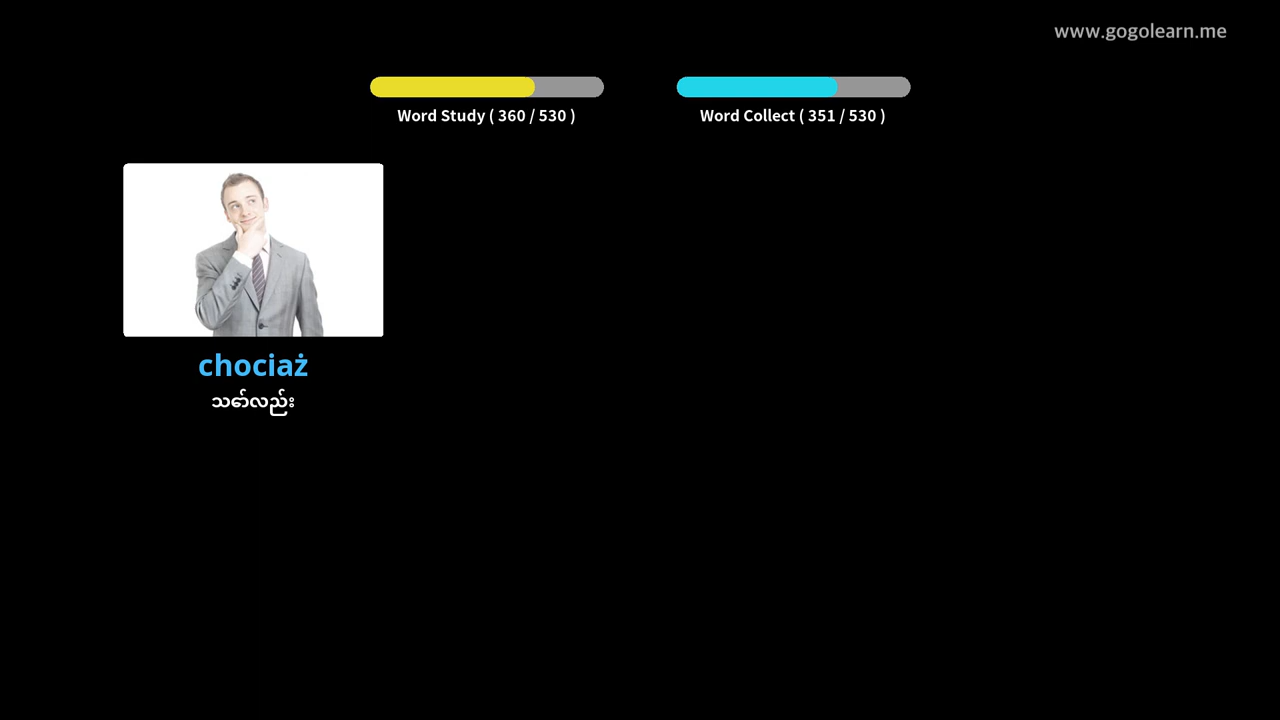 www.gogolearn.me
Word Study ( 360 / 530 )
Word Collect ( 351 / 530 )
chociaż
သော်လည်း